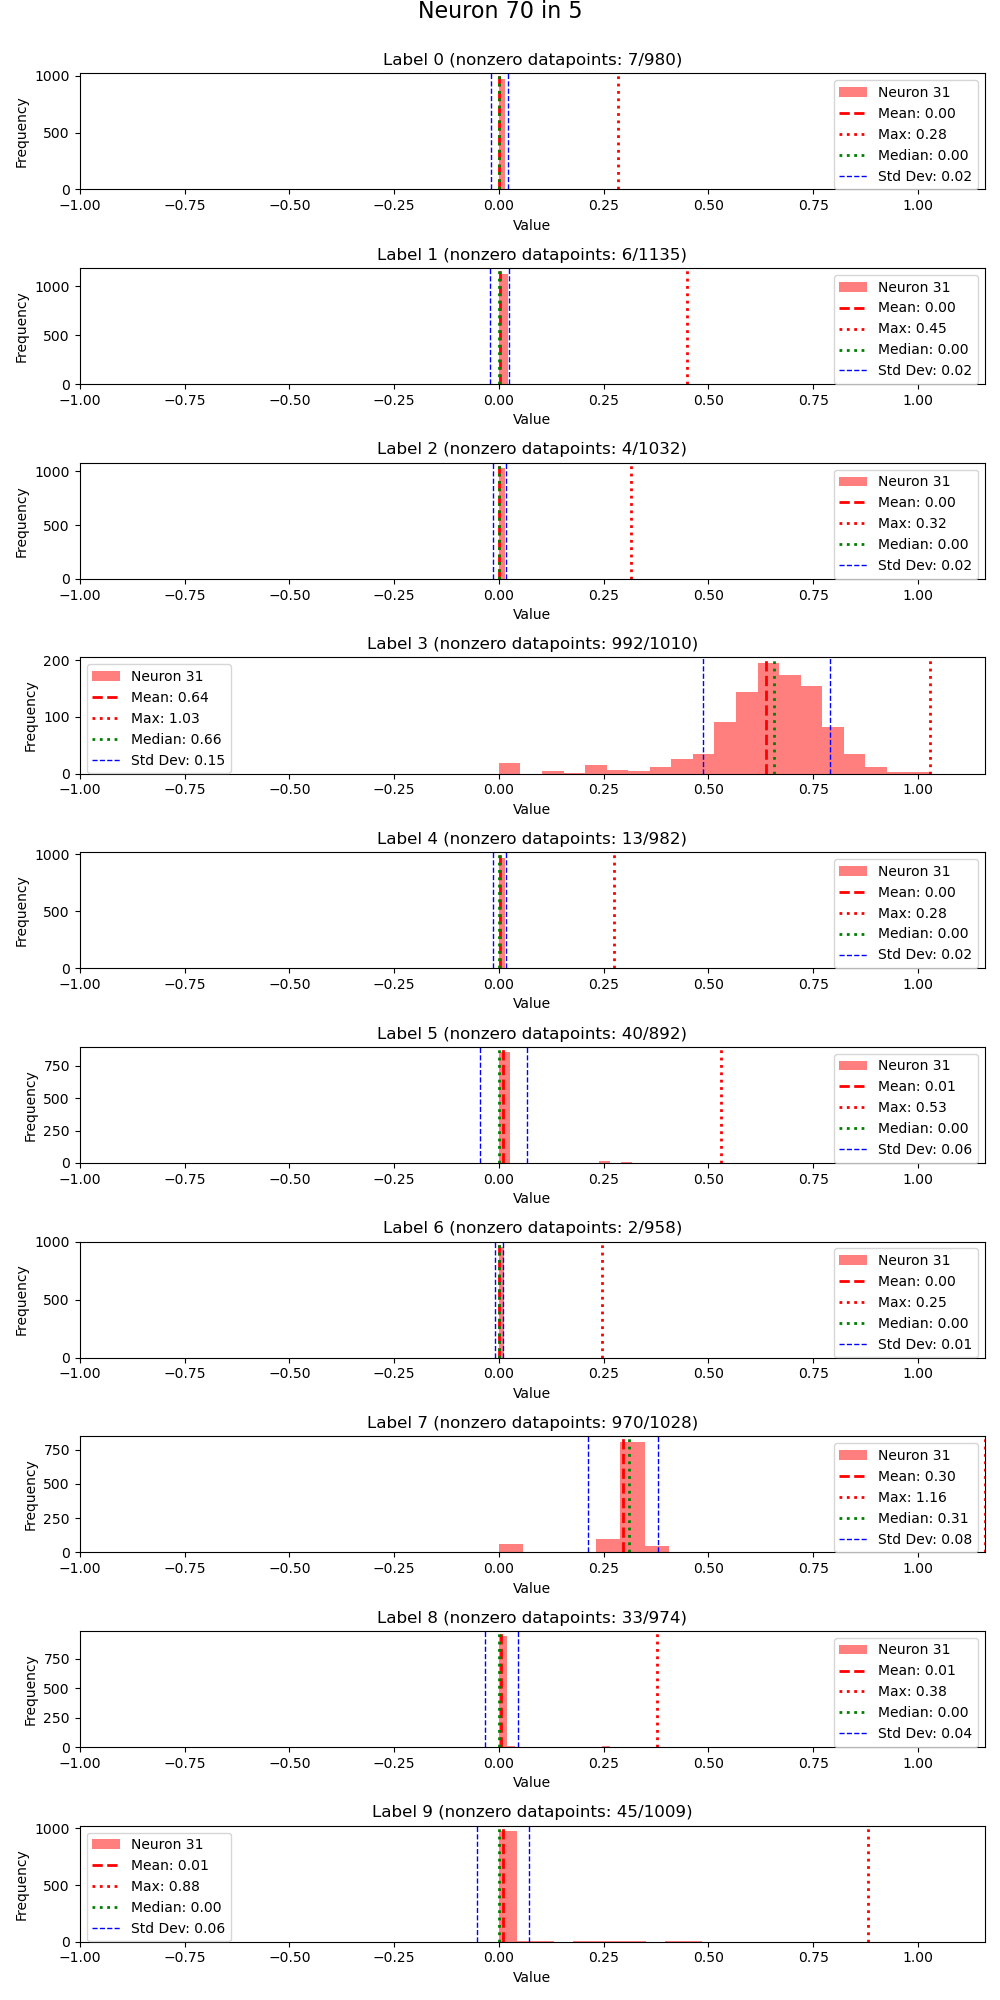 Neuron 70 in 5
Label 0 (nonzero datapoints: 7/980)
Frequency
1000
500
0
Neuron 31
Mean: 0.00
Max: 0.28
Median: 0.00
Std Dev: 0.02
−1.00 −0.75 −0.50 −0.25 0.00 0.25 0.50 0.75 1.00
Value
Label 1 (nonzero datapoints: 6/1135)
Frequency
1000
500
0
Neuron 31
Mean: 0.00
Max: 0.45
Median: 0.00
Std Dev: 0.02
−1.00 −0.75 −0.50 −0.25 0.00 0.25 0.50 0.75 1.00
Value
Label 2 (nonzero datapoints: 4/1032)
Frequency
1000
500
0
Neuron 31
Mean: 0.00
Max: 0.32
Median: 0.00
Std Dev: 0.02
−1.00 −0.75 −0.50 −0.25 0.00 0.25 0.50 0.75 1.00
Value
Label 3 (nonzero datapoints: 992/1010)
Frequency
200
100
0
Neuron 31
Mean: 0.64
Max: 1.03
Median: 0.66
Std Dev: 0.15
−1.00 −0.75 −0.50 −0.25 0.00 0.25 0.50 0.75 1.00
Value
Label 4 (nonzero datapoints: 13/982)
Frequency
1000
500
0
Neuron 31
Mean: 0.00
Max: 0.28
Median: 0.00
Std Dev: 0.02
−1.00 −0.75 −0.50 −0.25 0.00 0.25 0.50 0.75 1.00
Value
Label 5 (nonzero datapoints: 40/892)
Frequency
750
500
250
0
Neuron 31
Mean: 0.01
Max: 0.53
Median: 0.00
Std Dev: 0.06
−1.00 −0.75 −0.50 −0.25 0.00 0.25 0.50 0.75 1.00
Value
Label 6 (nonzero datapoints: 2/958)
Frequency
1000
500
0
Neuron 31
Mean: 0.00
Max: 0.25
Median: 0.00
Std Dev: 0.01
−1.00 −0.75 −0.50 −0.25 0.00 0.25 0.50 0.75 1.00
Value
Label 7 (nonzero datapoints: 970/1028)
Frequency
750
500
250
0
Neuron 31
Mean: 0.30
Max: 1.16
Median: 0.31
Std Dev: 0.08
−1.00 −0.75 −0.50 −0.25 0.00 0.25 0.50 0.75 1.00
Value
Label 8 (nonzero datapoints: 33/974)
Frequency
750
500
250
0
Neuron 31
Mean: 0.01
Max: 0.38
Median: 0.00
Std Dev: 0.04
−1.00 −0.75 −0.50 −0.25 0.00 0.25 0.50 0.75 1.00
Value
Label 9 (nonzero datapoints: 45/1009)
Frequency
1000
500
0
Neuron 31
Mean: 0.01
Max: 0.88
Median: 0.00
Std Dev: 0.06
−1.00 −0.75 −0.50 −0.25 0.00 0.25 0.50 0.75 1.00
Value